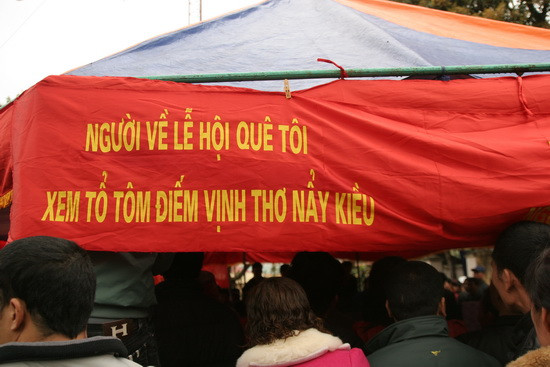 NGƯỜI VỀ LỄ HỘI QUÊ TÔI
XEM TỔ TÔM ĐIẾM VỊNH THƠ NẨY KIỀU
H